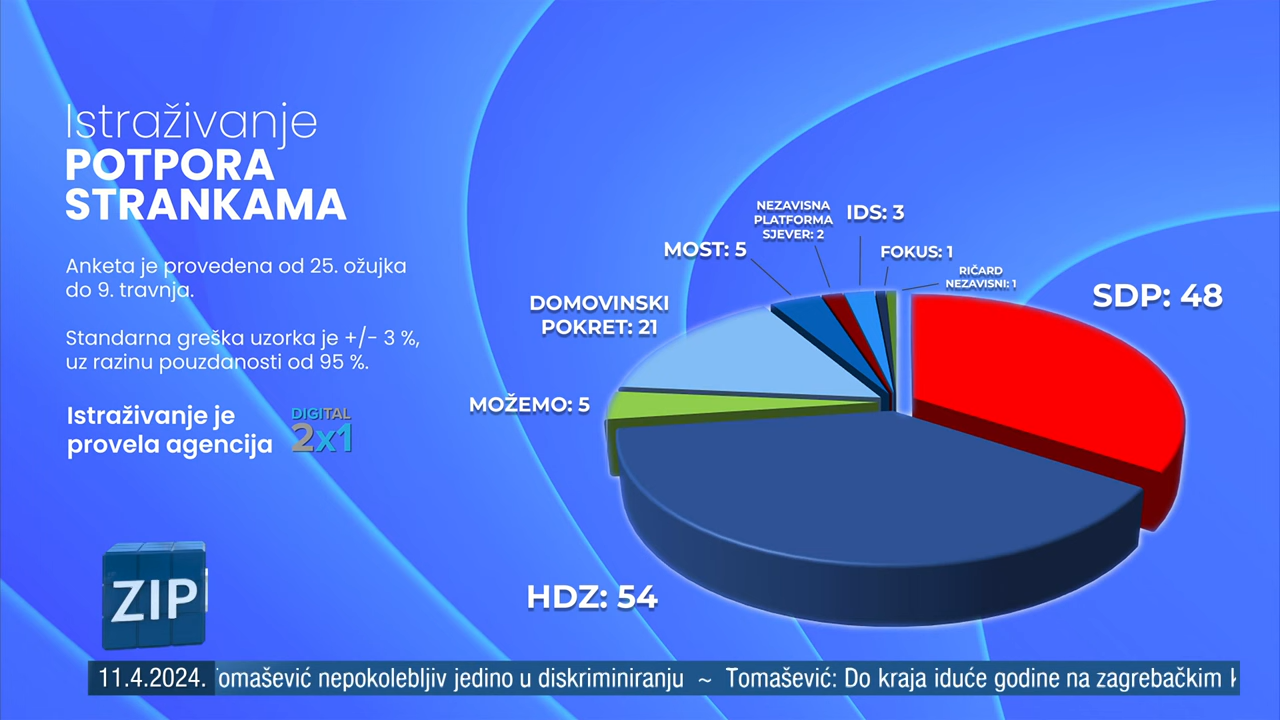 Istraživanje
POTPORA
STRANKAMA
Anketa je provedena od 25. ožujka
do 9. travnja.
Standarna greška uzorka je +/- 3 %,
uz razinu pouzdanosti od 95 %.
Istraživanje je
provela agencija
DIGITAL
2x1
NEZAVISNA
PLATFORMA
SJEVER: 2
IDS: 3
MOST: 5
FOKUS: 1
RIČARD
NEZAVISNI: 1
SDP: 48
DOMOVINSKI
POKRET: 21
MOŽEMO: 5
HDZ: 54
ZIP
11.4.2024.
omašević nepokolebljiv jedino u diskriminiranju ~ Tomašević: Do kraja iduće godine na zagrebačkim